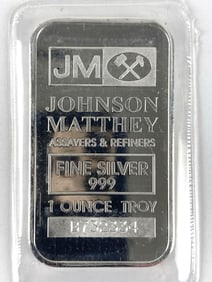 JM
JOHNSON
MATTHEY
ASSAYERS & REFINERS
FINE SILVER
999
1 OUNCE TROY